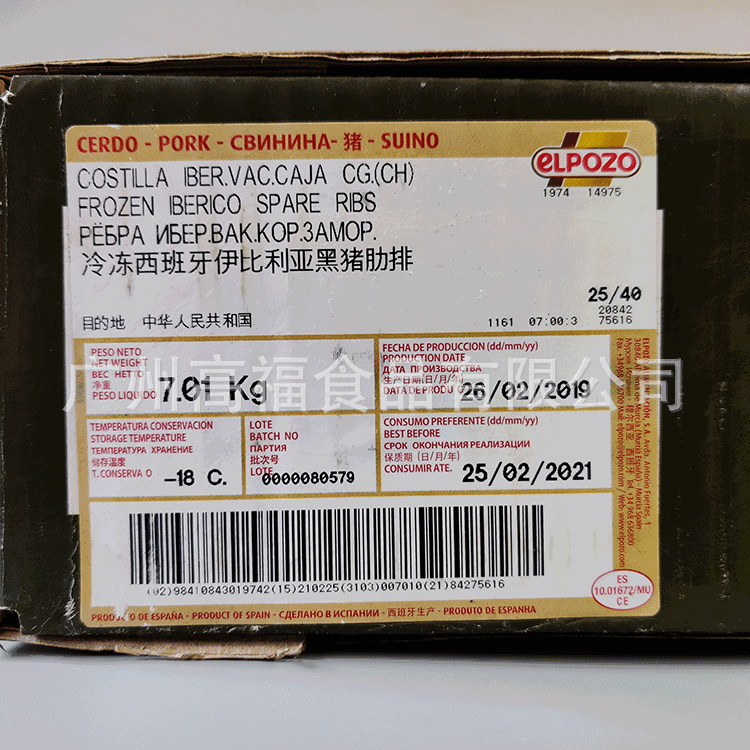 CERDO - PORK - СВИНИНА - 猪 - SUINO
ELPOZO
1974 14975
COSTILLA IBER.VAC.CAJA CG.(CH)
FROZEN IBERICO SPARE RIBS
РЁБРА ИБЕР.ВАК.КОР.ЗАМОР.
冷冻西班牙伊比利亚黑猪肋排
25/40
20842
目的地 中华人民共和国
1161 07:00:3 75616
PESO NETO
NET WEIGHT
ВЕС НЕТТО
净重
PESO LIQUIDO
7.01 Kg
FECHA DE PRODUCCION (dd/mm/yy)
PRODUCTION DATE
ДАТА ПРОИЗВОДСТВА
生产日期(日/月/年)
DATA DE PRODUÇÃO
26/02/2019
广州富福食品有限公司
TEMPERATURA CONSERVACION
STORAGE TEMPERATURE
ТЕМПЕРАТУРА ХРАНЕНИЕ
储存温度
T. CONSERVA O
-18 C.
LOTE
BATCH NO
ПАРТИЯ
批次号
LOTE
0000080579
CONSUMO PREFERENTE (dd/mm/yy)
BEST BEFORE
СРОК ОКОНЧАНИЯ РЕАЛИЗАЦИИ
保质期 (日/月/年)
CONSUMIR ATE.
25/02/2021
(02)98410843019742(15)210225(3103)007010(21)84275616
PRODUCTO DE ESPAÑA - PRODUCT OF SPAIN - СДЕЛАНО В ИСПАНИИ - 西班牙生产 - PRODUTO DE ESPANHA
ES
10.01672/MU
CE